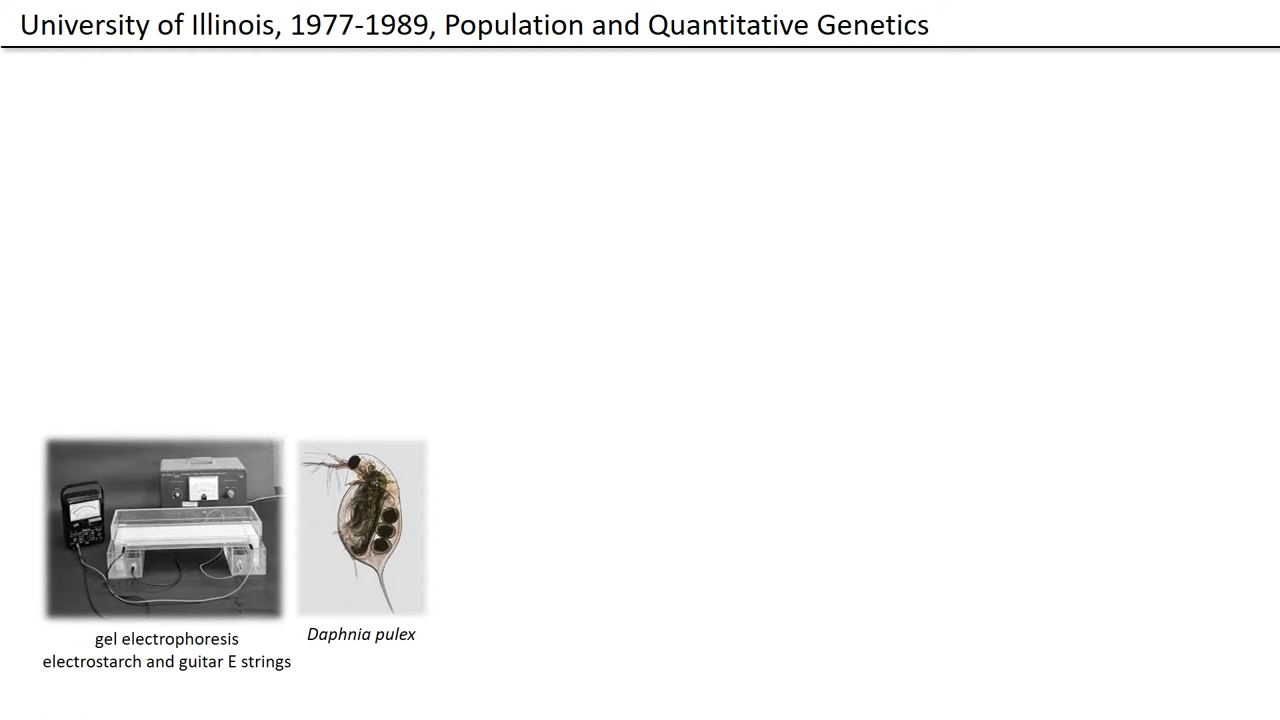 University of Illinois, 1977-1989, Population and Quantitative Genetics
gel electrophoresis
electrostarch and guitar E strings
Daphnia pulex